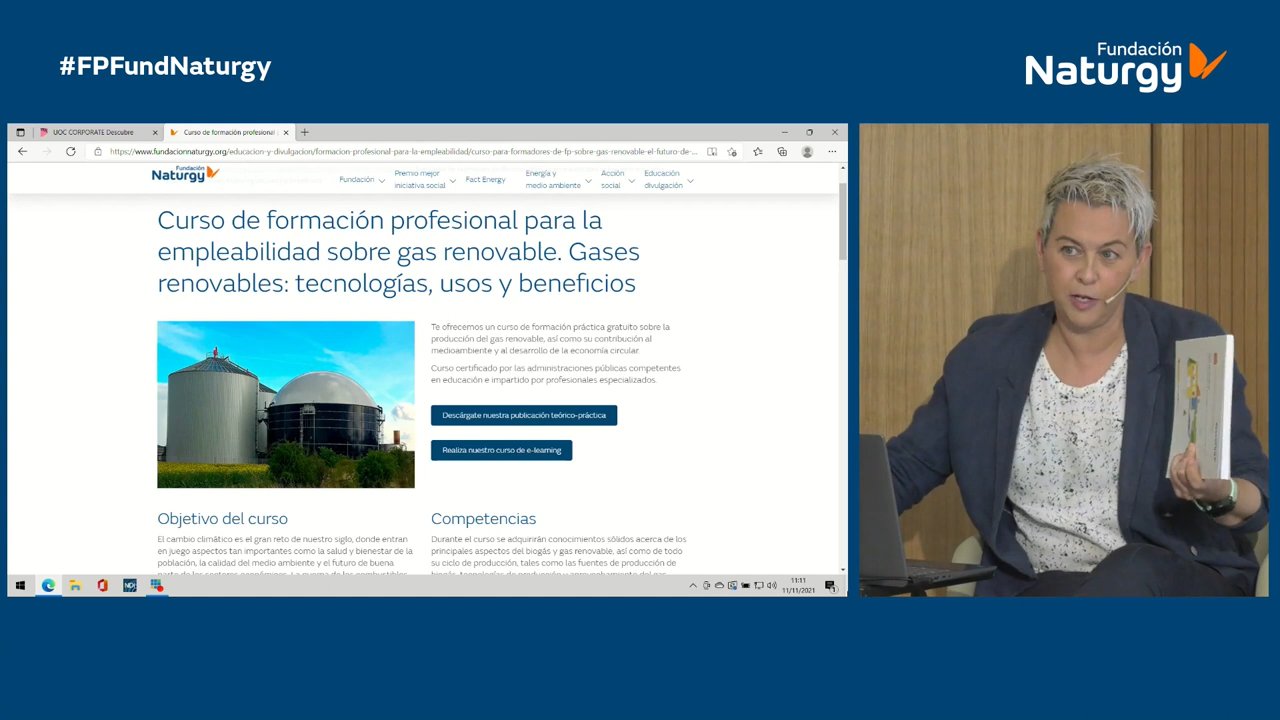 #FPFundNaturgy
Fundación
Naturgy
UOC CORPORATE Descubre
Curso de formación profesional
https://www.fundacionnaturgy.org/educacion-y-divulgacion/formacion-profesional-para-la-empleabilidad/curso-para-formadores-de-fp-sobre-gas-renovable-el-futuro-de-...
Fundación
Naturgy
Fundación
Premio mejor
iniciativa social
Fact Energy
Energía y
medio ambiente
Acción
social
Educación
divulgación
Curso de formación profesional para la
empleabilidad sobre gas renovable. Gases
renovables: tecnologías, usos y beneficios
Te ofrecemos un curso de formación práctica gratuito sobre la
producción del gas renovable, así como su contribución al
medioambiente y al desarrollo de la economía circular.
Curso certificado por las administraciones públicas competentes
en educación e impartido por profesionales especializados.
Descárgate nuestra publicación teórico-práctica
Realiza nuestro curso de e-learning
Objetivo del curso
El cambio climático es el gran reto de nuestro siglo, donde entran
en juego aspectos tan importantes como la salud y bienestar de la
población, la calidad del medio ambiente y el futuro de buena
Competencias
Durante el curso se adquirirán conocimientos sólidos acerca de los
principales aspectos del biogás y gas renovable, así como de todo
su ciclo de producción, tales como las fuentes de producción de
11:11
11/11/2021